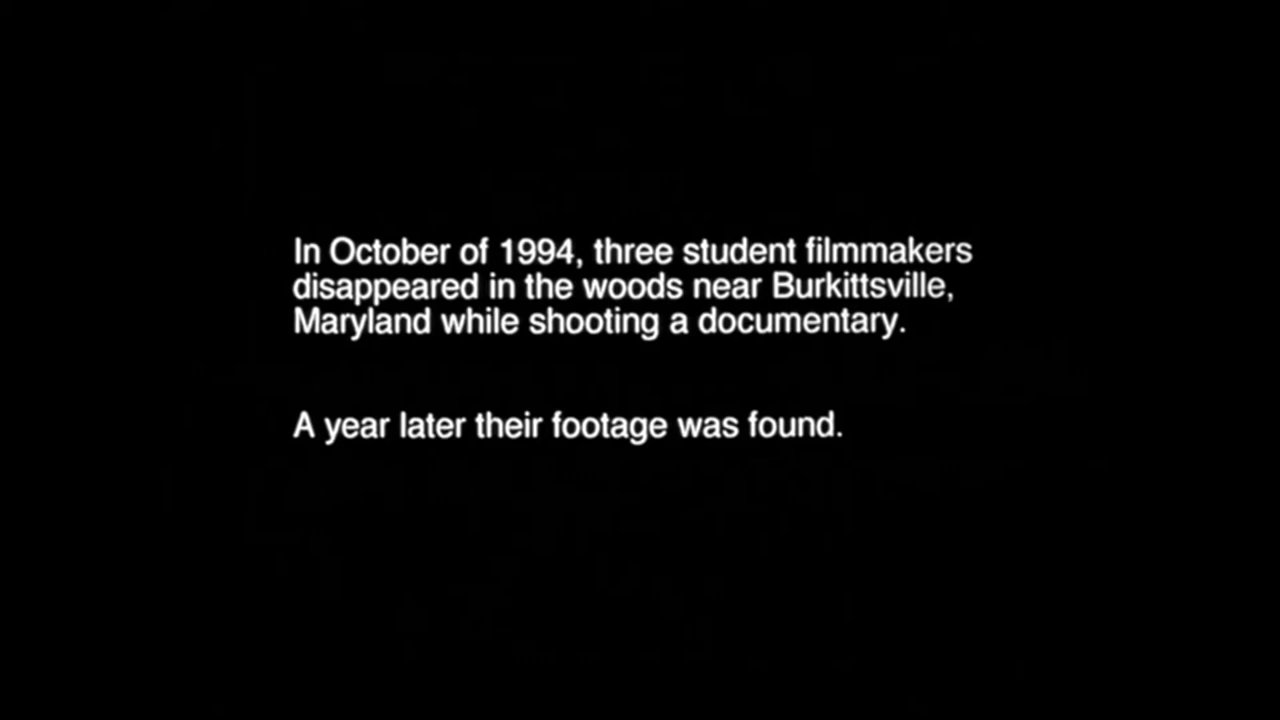 In October of 1994, three student filmmakers
disappeared in the woods near Burkittsville,
Maryland while shooting a documentary.
A year later their footage was found.